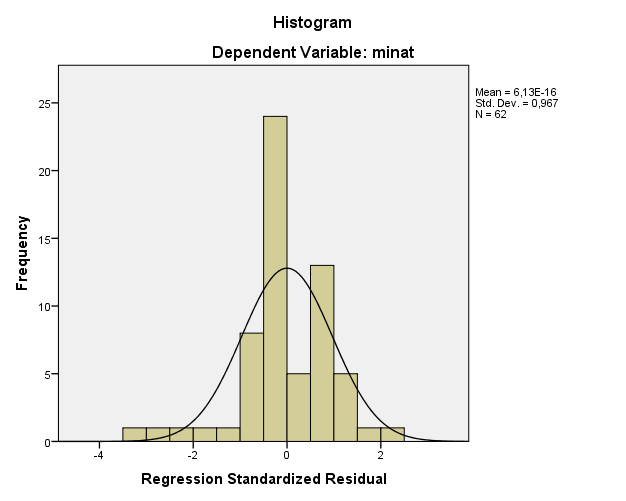 Histogram
Dependent Variable: minat
Mean = 6,13E-16
Std. Dev. = 0,967
N = 62
Frequency
25
20
15
10
5
0
-4
-2
0
2
Regression Standardized Residual